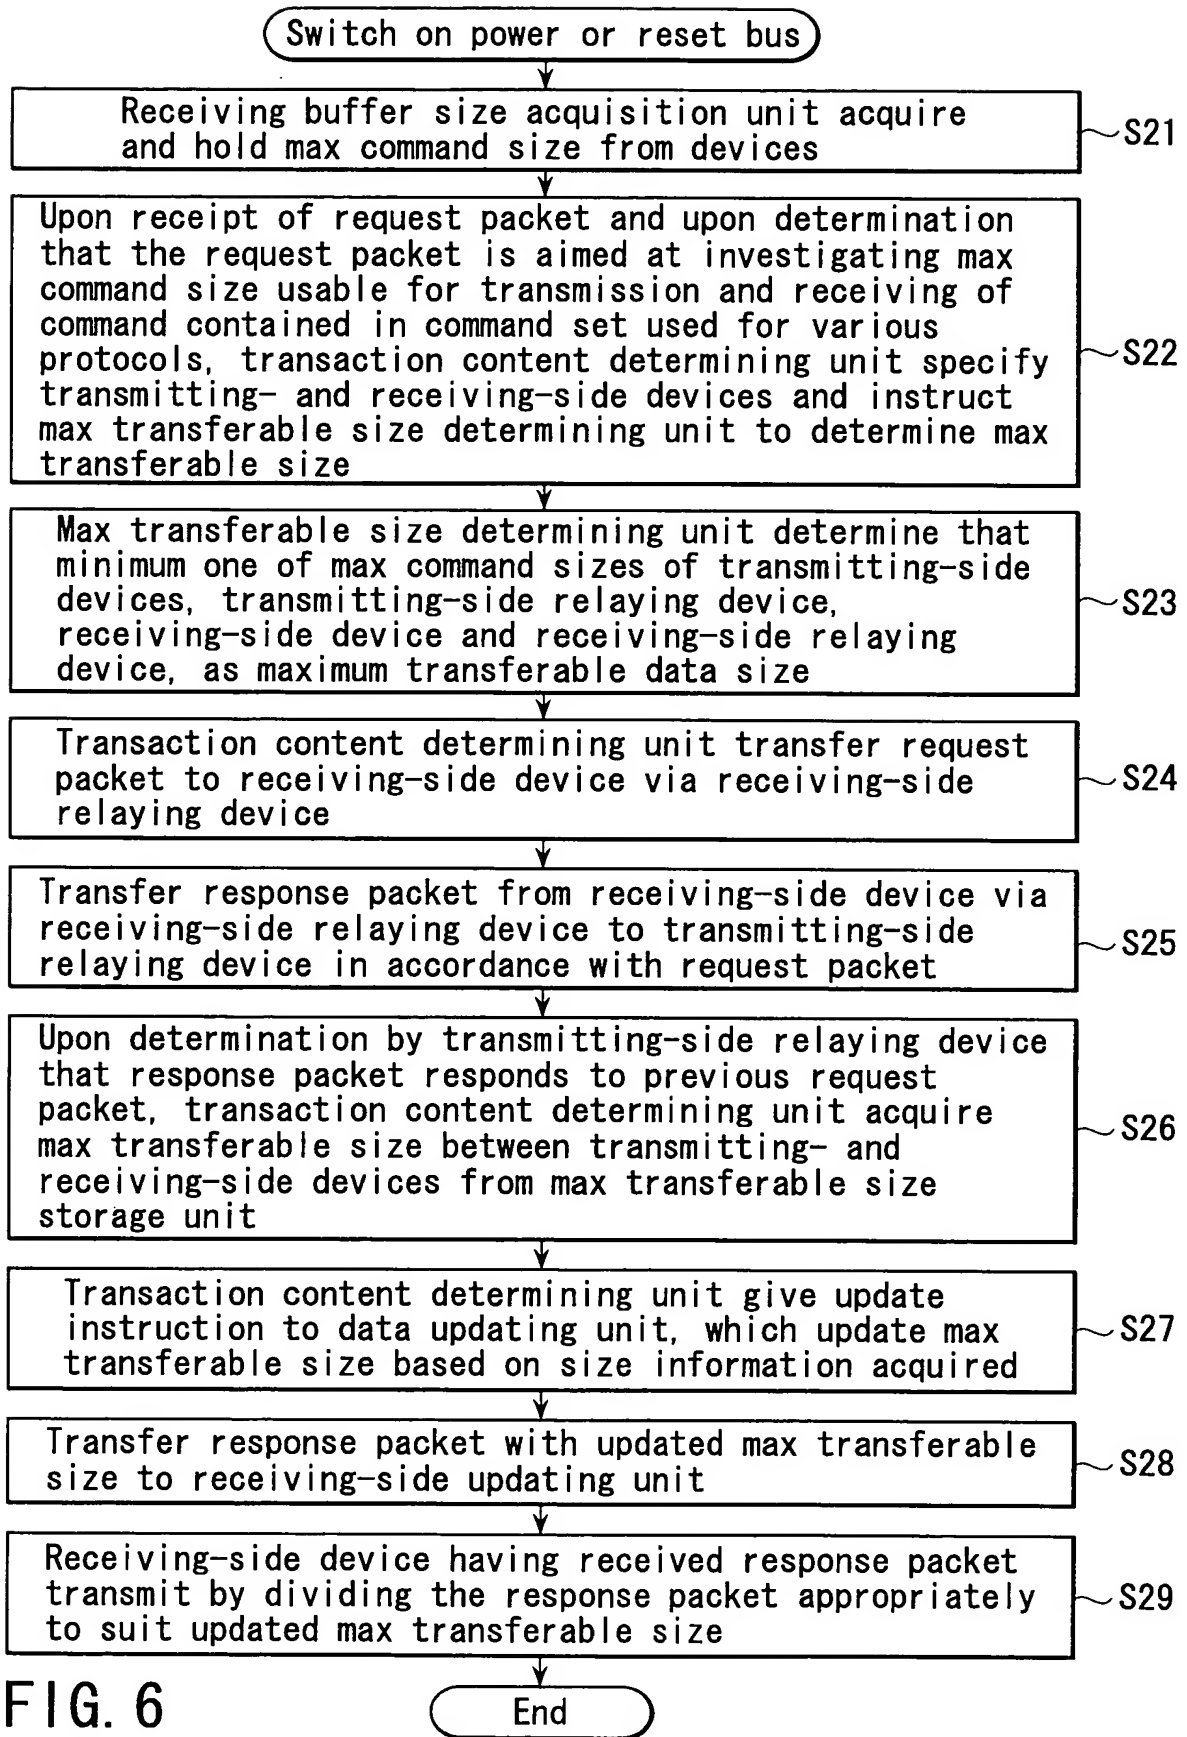 Switch on power or reset bus
Receiving buffer size acquisition unit acquire
and hold max command size from devices
S21
Upon receipt of request packet and upon determination
that the request packet is aimed at investigating max
command size usable for transmission and receiving of
command contained in command set used for various
protocols, transaction content determining unit specify
transmitting- and receiving-side devices and instruct
max transferable size determining unit to determine max
transferable size
S22
Max transferable size determining unit determine that
minimum one of max command sizes of transmitting-side
devices, transmitting-side relaying device,
receiving-side device and receiving-side relaying
device, as maximum transferable data size
S23
Transaction content determining unit transfer request
packet to receiving-side device via receiving-side
relaying device
S24
Transfer response packet from receiving-side device via
receiving-side relaying device to transmitting-side
relaying device in accordance with request packet
S25
Upon determination by transmitting-side relaying device
that response packet responds to previous request
packet, transaction content determining unit acquire
max transferable size between transmitting- and
receiving-side devices from max transferable size
storage unit
S26
Transaction content determining unit give update
instruction to data updating unit, which update max
transferable size based on size information acquired
S27
Transfer response packet with updated max transferable
size to receiving-side updating unit
S28
Receiving-side device having received response packet
transmit by dividing the response packet appropriately
to suit updated max transferable size
S29
End
FIG. 6